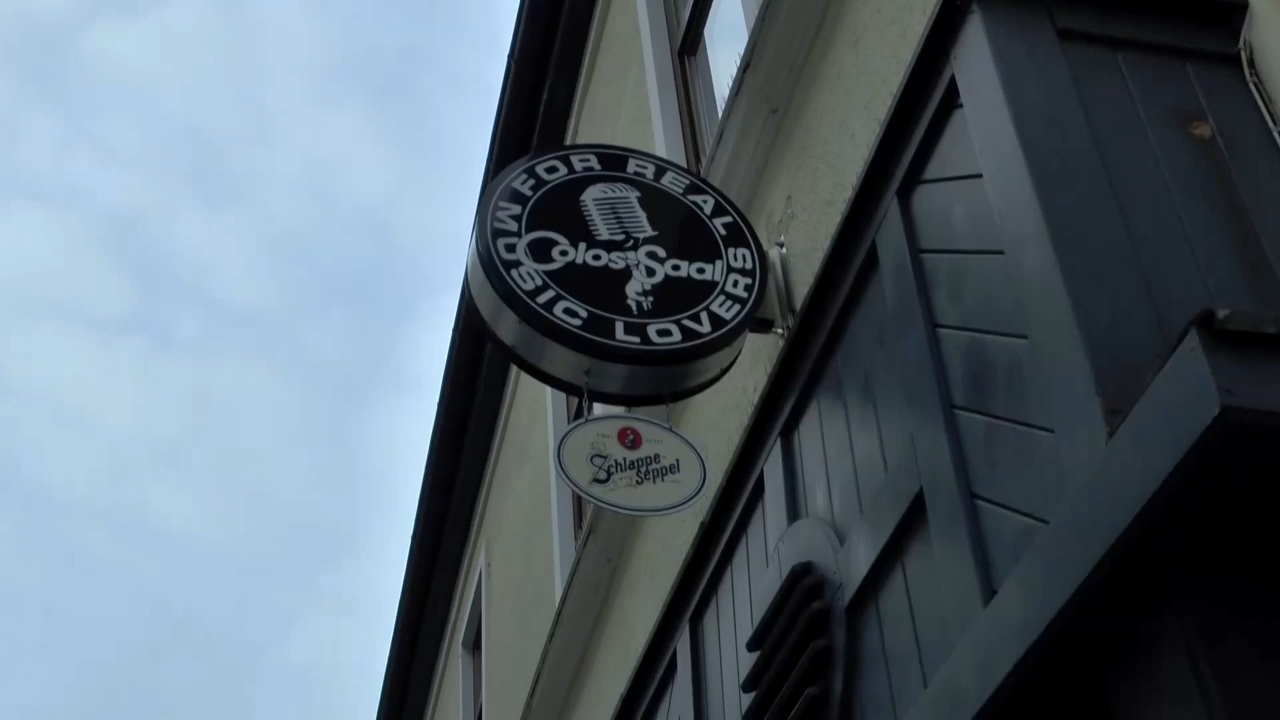 FOR REAL
MUSIC LOVERS
Colos-Saal
Schlappe-
Seppel